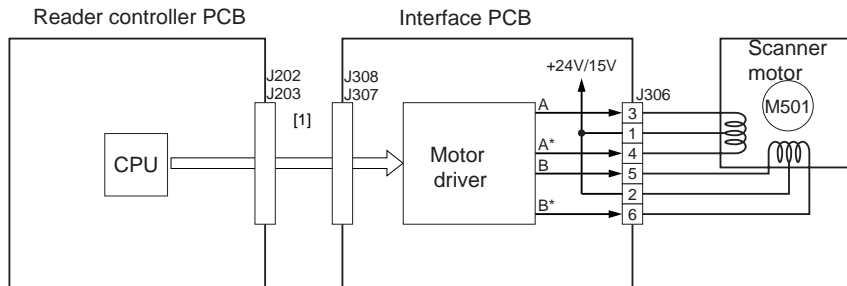 Reader controller PCB
Interface PCB
Scanner
motor
M501
+24V/15V
J202
J203
J308
J307
J306
[1]
CPU
Motor
driver
A
A*
B
B*
3
1
4
5
2
6